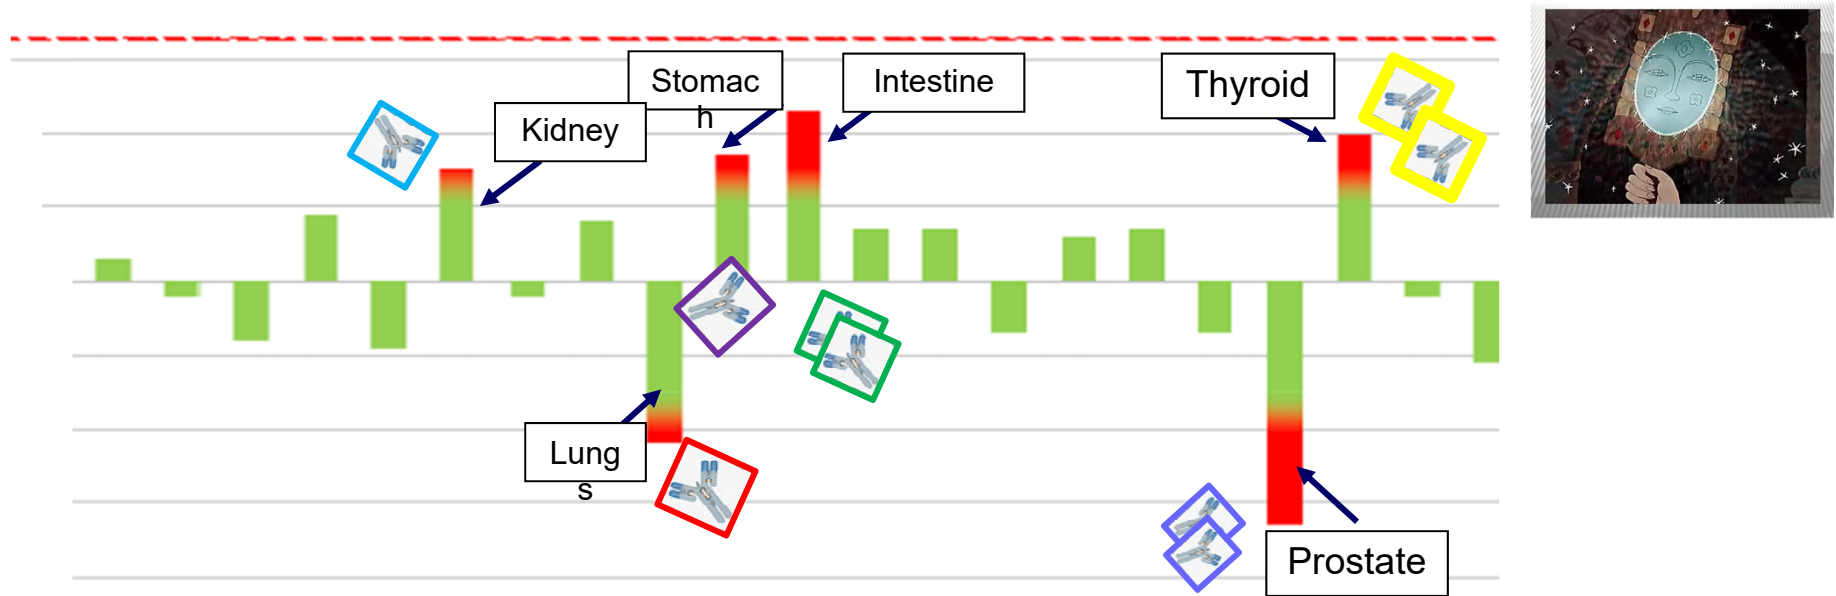 Stomac
h
Intestine
Thyroid
Kidney
Lung
s
Prostate